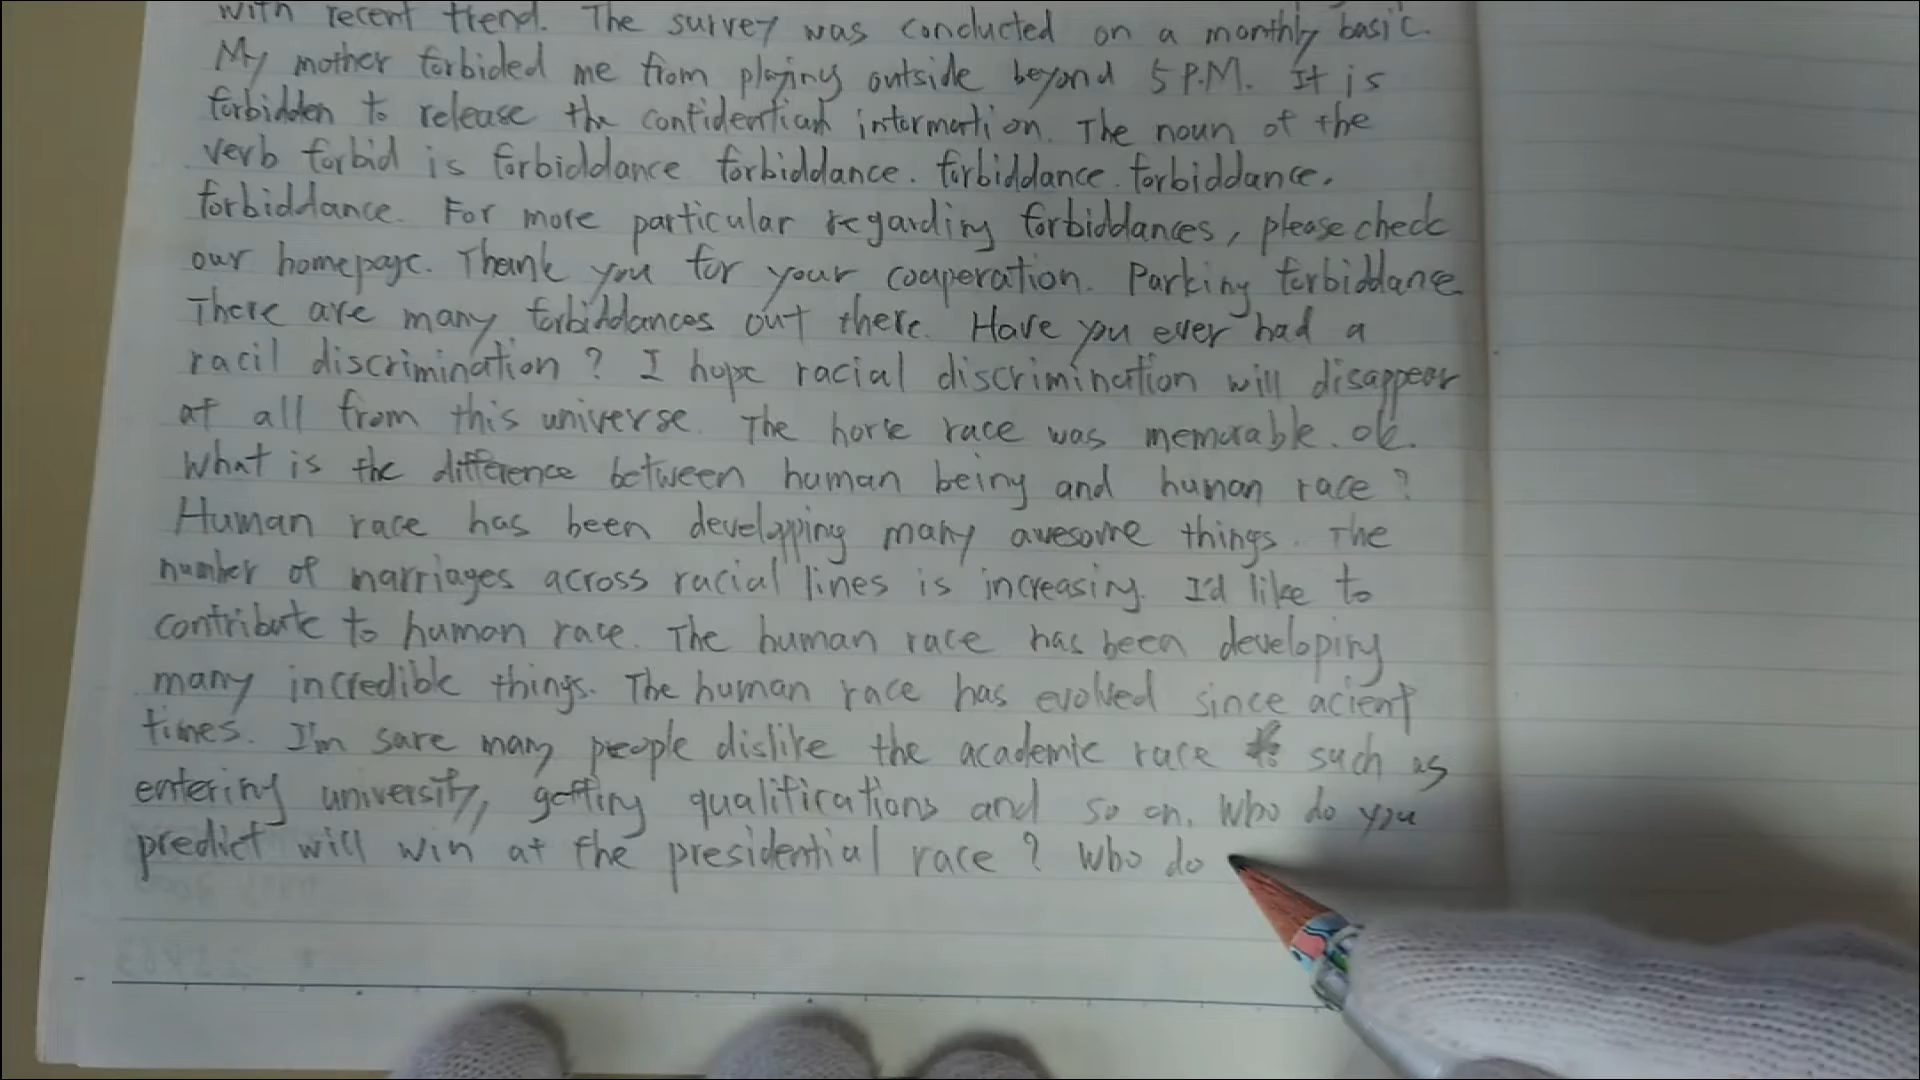 with recent trend. The survey was conducted on a monthly basic.
My mother forbided me from playing outside beyond 5 P.M. It is
forbidden to release the information. The noun of the
verb forbid is forbiddance forbiddance. forbiddance. forbiddance.
forbiddance. For more particular regarding forbiddances, please check
our homepage. Thank you for your cooperation. Parking forbiddance
There are many forbiddances out there. Have you ever had a
racil discrimination? I hope racial discrimination will disappear
at all from this universe. The horse race was memorable. ok.
What is the difference between human being and human race?
Human race has been developping many awesome things. The
number of marriages across racial lines is increasing. I'd like to
contribute to human race. The human race has been developing
many incredible things. The human race has evolved since acient
times. I'm sure many people dislike the academic race such as
entering university, getting qualifications and so on. Who do you
predict will win at the presidential race? Who do